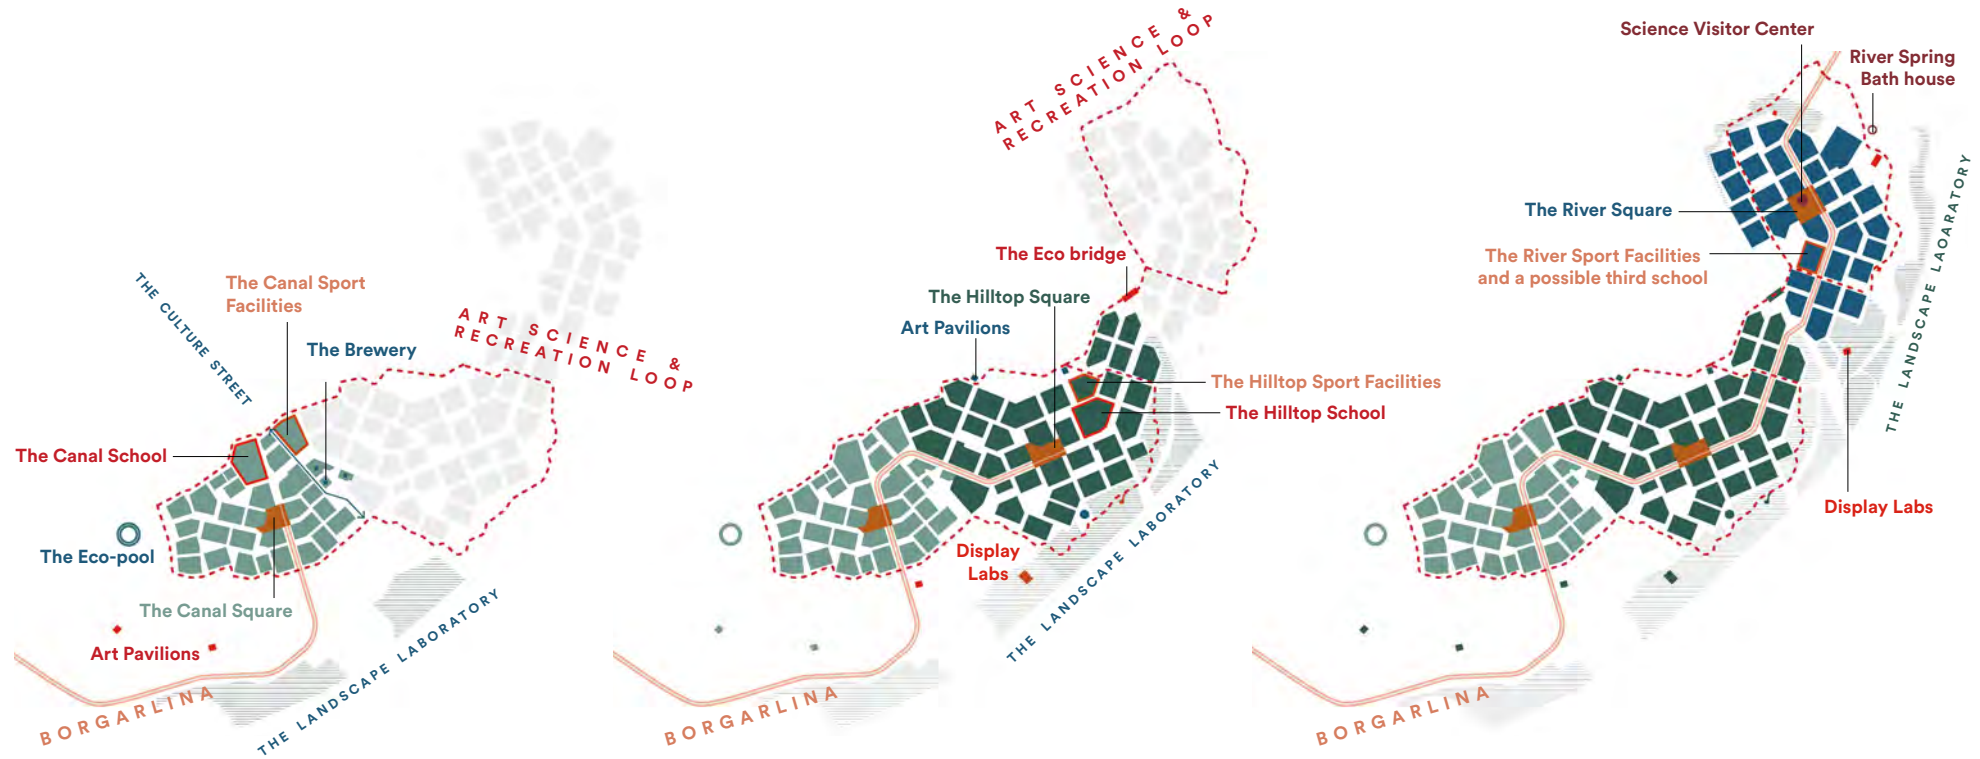 THE CULTURE STREET
The Canal Sport
Facilities
The Brewery
ART SCIENCE &
RECREATION LOOP
The Canal School
The Eco-pool
The Canal Square
Art Pavilions
BORGARLINA
THE LANDSCAPE LABORATORY
ART SCIENCE &
RECREATION LOOP
The Eco bridge
The Hilltop Square
Art Pavilions
The Hilltop Sport Facilities
The Hilltop School
Display
Labs
THE LANDSCAPE LABORATORY
BORGARLINA
Science Visitor Center
River Spring
Bath house
The River Square
The River Sport Facilities
and a possible third school
THE LANDSCAPE LAOARATORY
Display Labs
BORGARLINA